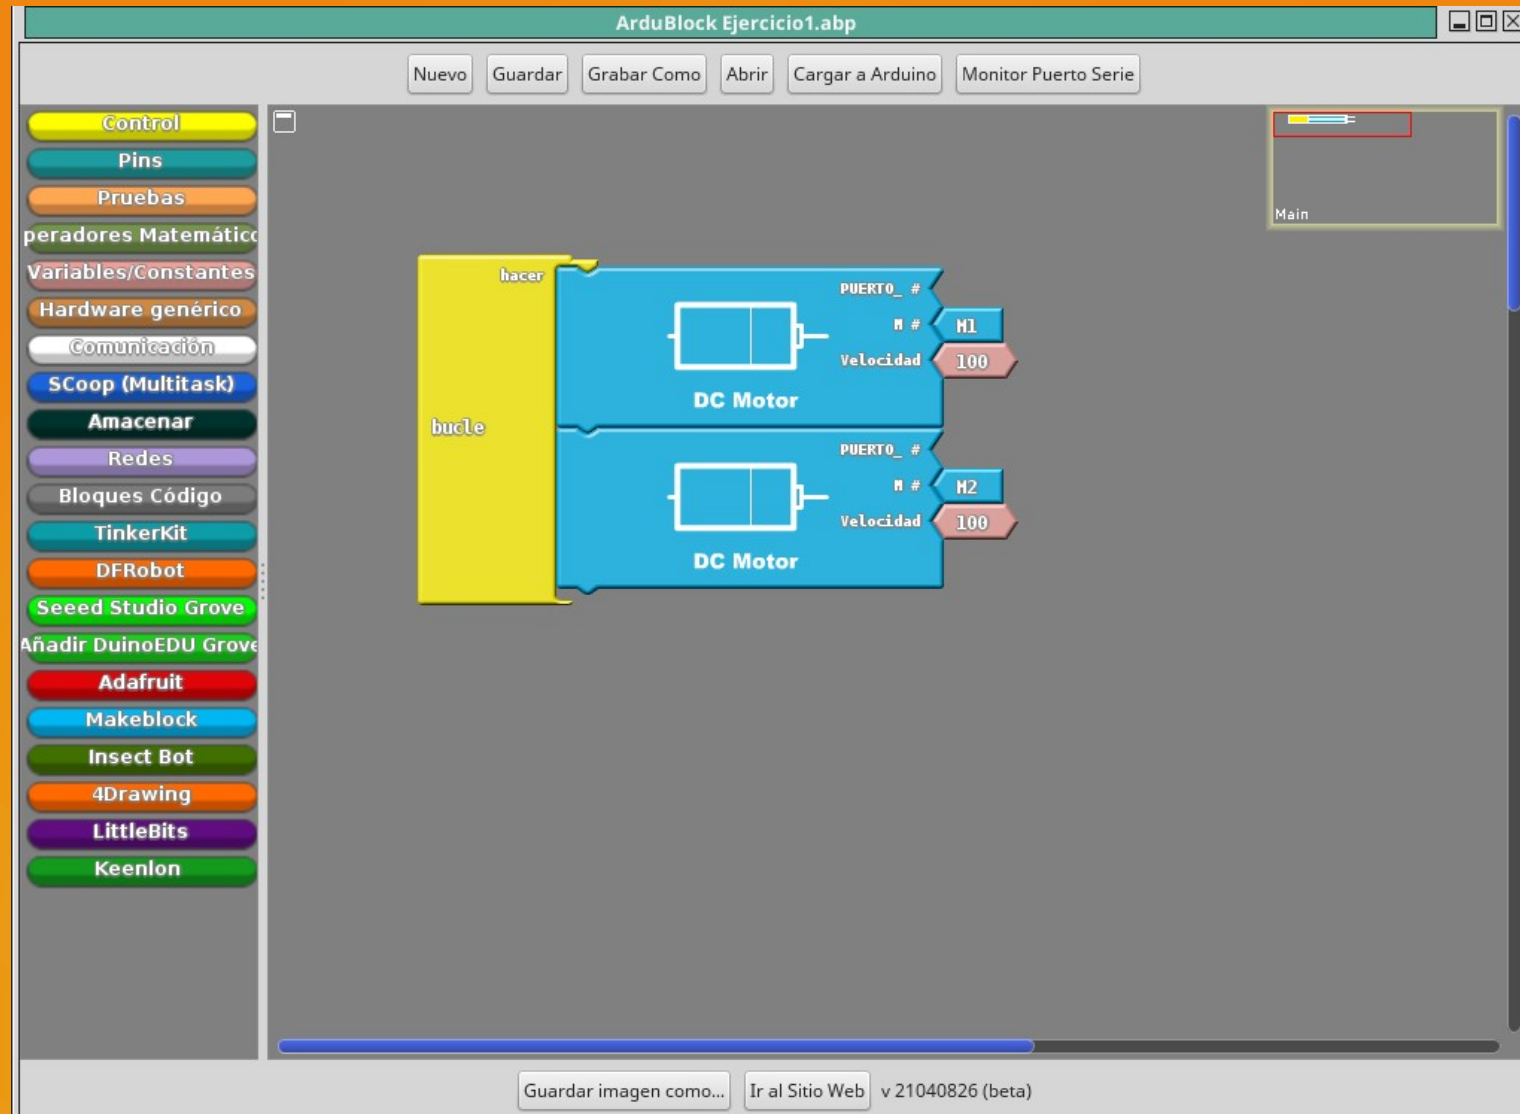 ArduBlock Ejercicio1.abp
Nuevo Guardar Grabar Como Abrir Cargar a Arduino Monitor Puerto Serie
Control
Pins
Pruebas
peradores Matemátic
Variables/Constantes
Hardware genérico
Comunicación
SCoop (Multitask)
Amacenar
Redes
Bloques Código
TinkerKit
DFRobot
Seeed Studio Grove
Añadir DuinoEDU Grove
Adafruit
Makeblock
Insect Bot
4Drawing
LittleBits
Keenlon
Main
bucle
hacer
PUERTO_ #
M # M1
Velocidad 100
DC Motor
PUERTO_ #
M # M2
Velocidad 100
DC Motor
Guardar imagen como... Ir al Sitio Web v 21040826 (beta)